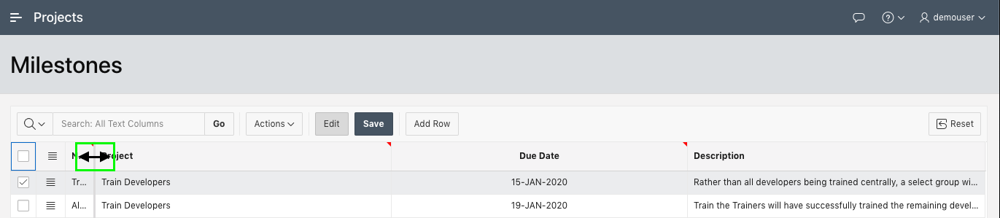 Projects
demouser
Milestones
Search: All Text Columns
Go
Actions
Edit
Save
Add Row
Reset
Project
Due Date
Description
Tr...
Train Developers
15-JAN-2020
Rather than all developers being trained centrally, a select group wi...
Al...
Train Developers
19-JAN-2020
Train the Trainers will have successfully trained the remaining devel...